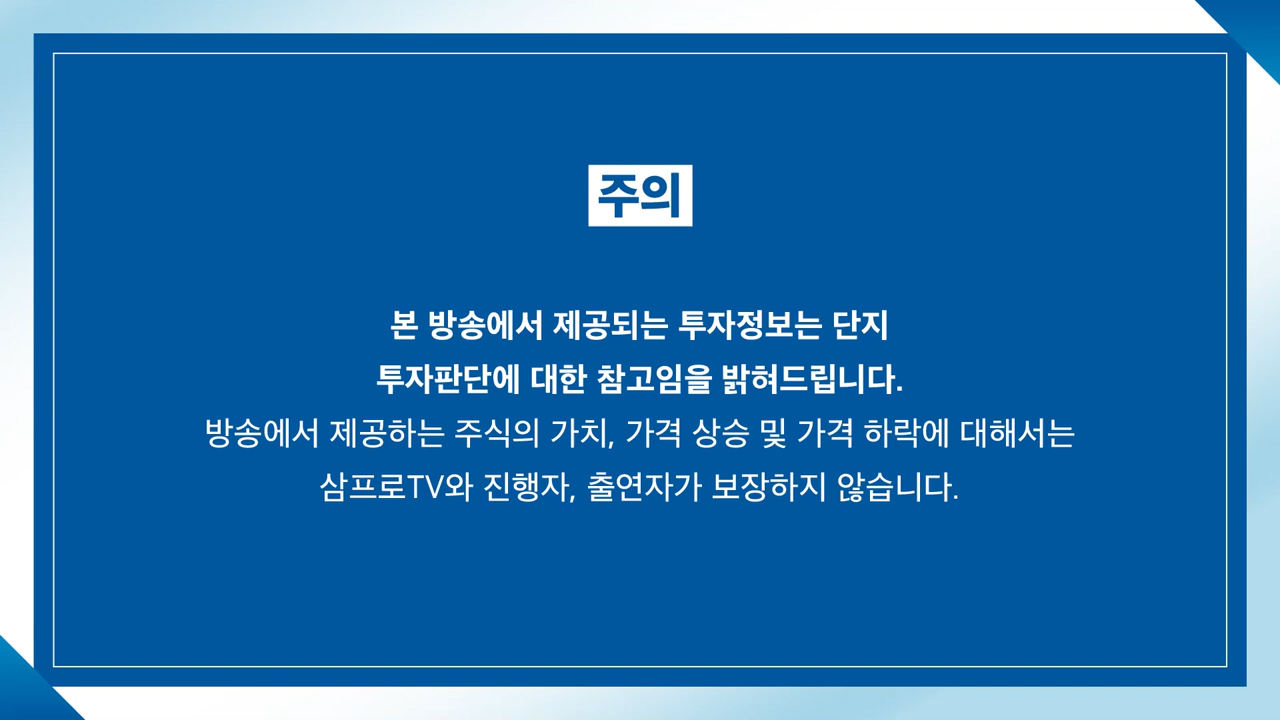 주의
본 방송에서 제공되는 투자정보는 단지
투자판단에 대한 참고임을 밝혀드립니다.
방송에서 제공하는 주식의 가치, 가격 상승 및 가격 하락에 대해서는
삼프로TV와 진행자, 출연자가 보장하지 않습니다.